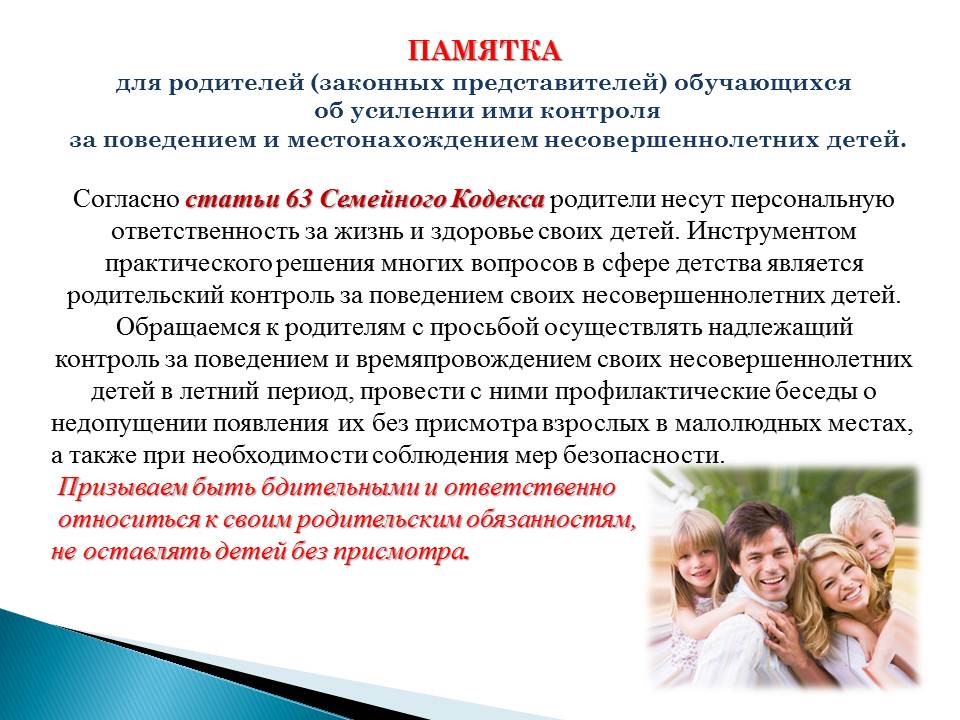 ПАМЯТКА
для родителей (законных представителей) обучающихся
об усилении ими контроля
за поведением и местонахождением несовершеннолетних детей.
Согласно статьи 63 Семейного Кодекса родители несут персональную
ответственность за жизнь и здоровье своих детей. Инструментом
практического решения многих вопросов в сфере детства является
родительский контроль за поведением своих несовершеннолетних детей.
Обращаемся к родителям с просьбой осуществлять надлежащий
контроль за поведением и времяпровождением своих несовершеннолетних
детей в летний период, провести с ними профилактические беседы о
недопущении появления их без присмотра взрослых в малолюдных местах,
а также при необходимости соблюдения мер безопасности.
Призываем быть бдительными и ответственно
относиться к своим родительским обязанностям,
не оставлять детей без присмотра.